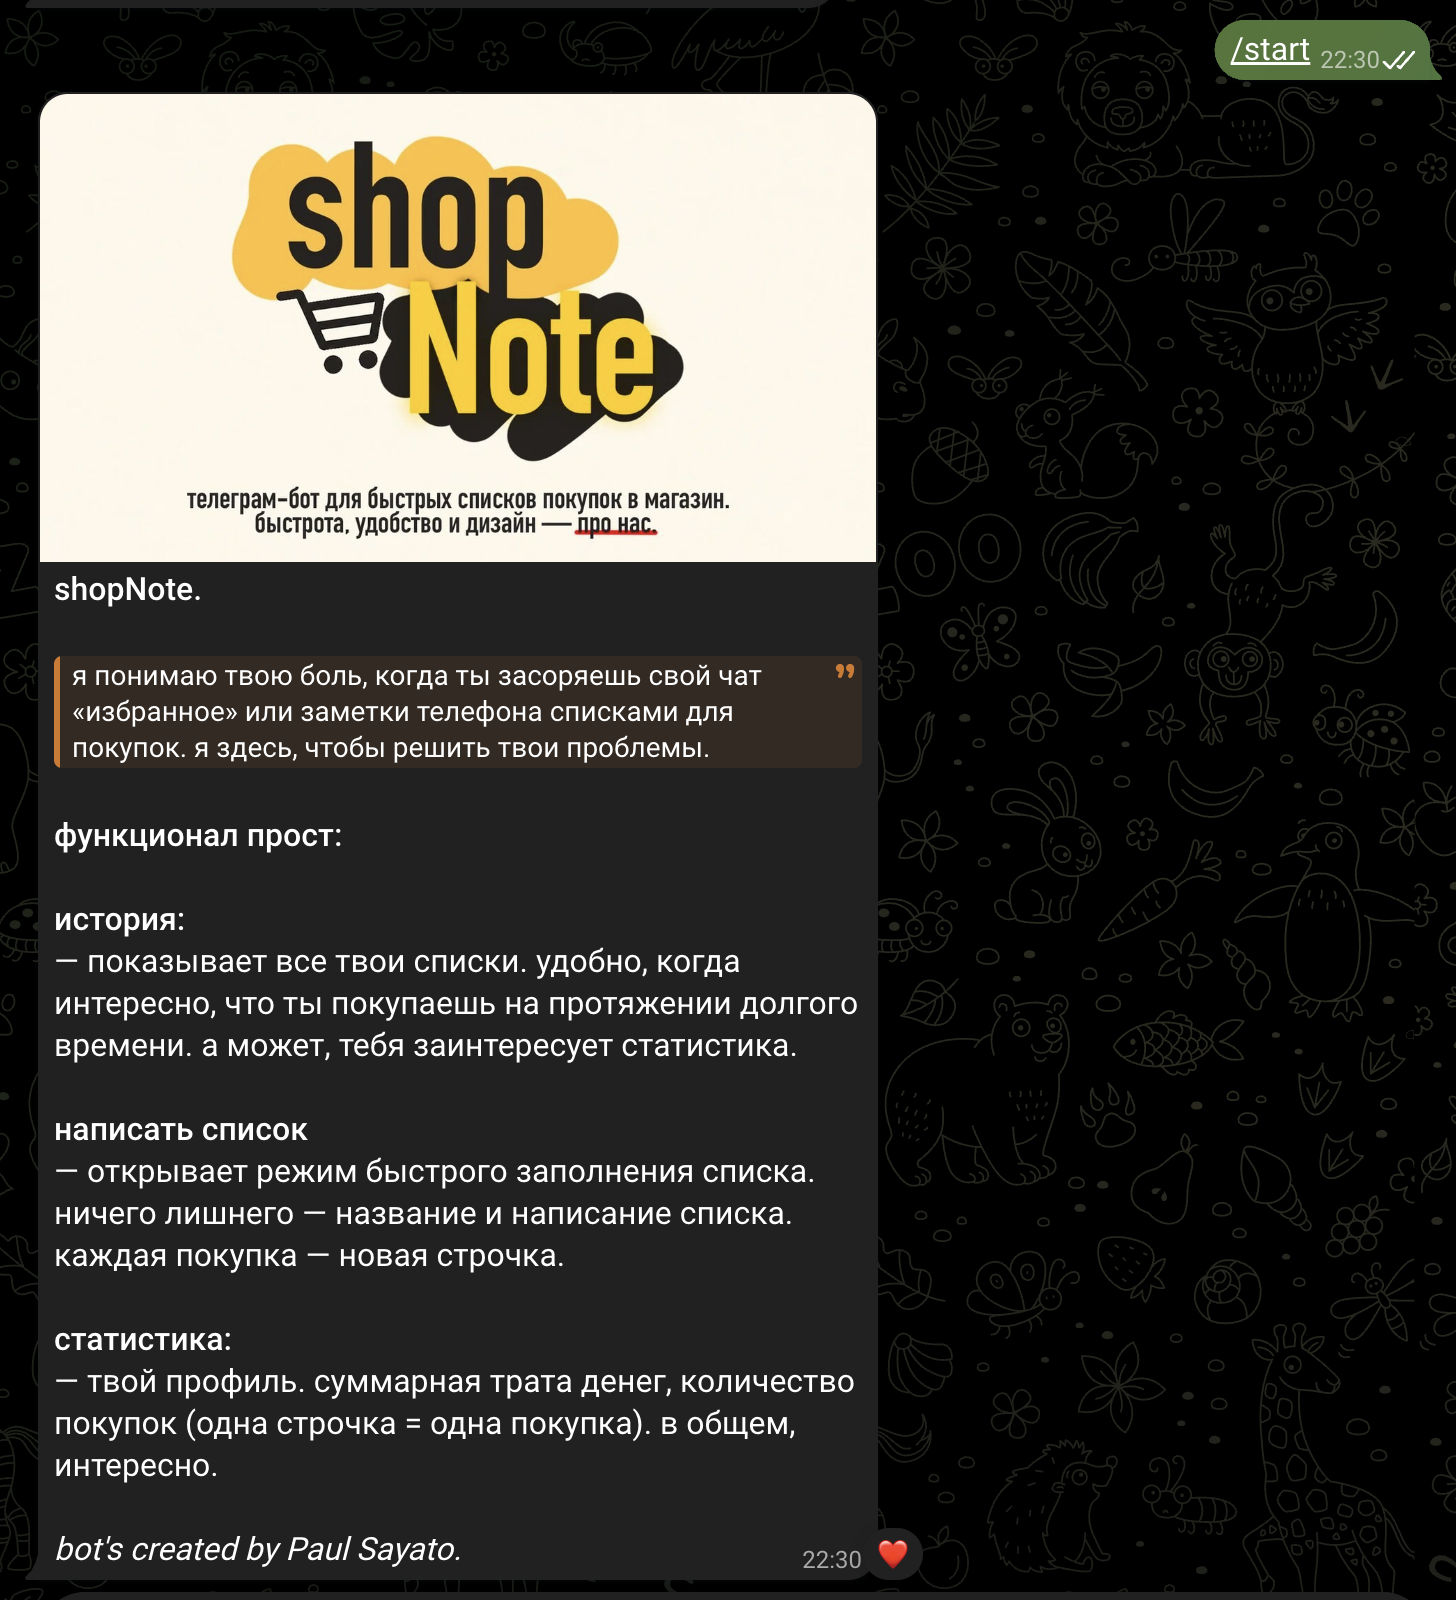 /start 22:30
shop
Note
телеграм-бот для быстрых списков покупок в магазин.
быстрота, удобство и дизайн — про нас.
shopNote.
я понимаю твою боль, когда ты засоряешь свой чат
«избранное» или заметки телефона списками для
покупок. я здесь, чтобы решить твои проблемы.
функционал прост:
история:
— показывает все твои списки. удобно, когда
интересно, что ты покупаешь на протяжении долгого
времени. а может, тебя заинтересует статистика.
написать список
— открывает режим быстрого заполнения списка.
ничего лишнего — название и написание списка.
каждая покупка — новая строчка.
статистика:
— твой профиль. суммарная трата денег, количество
покупок (одна строчка = одна покупка). в общем,
интересно.
bot's created by Paul Sayato.
22:30